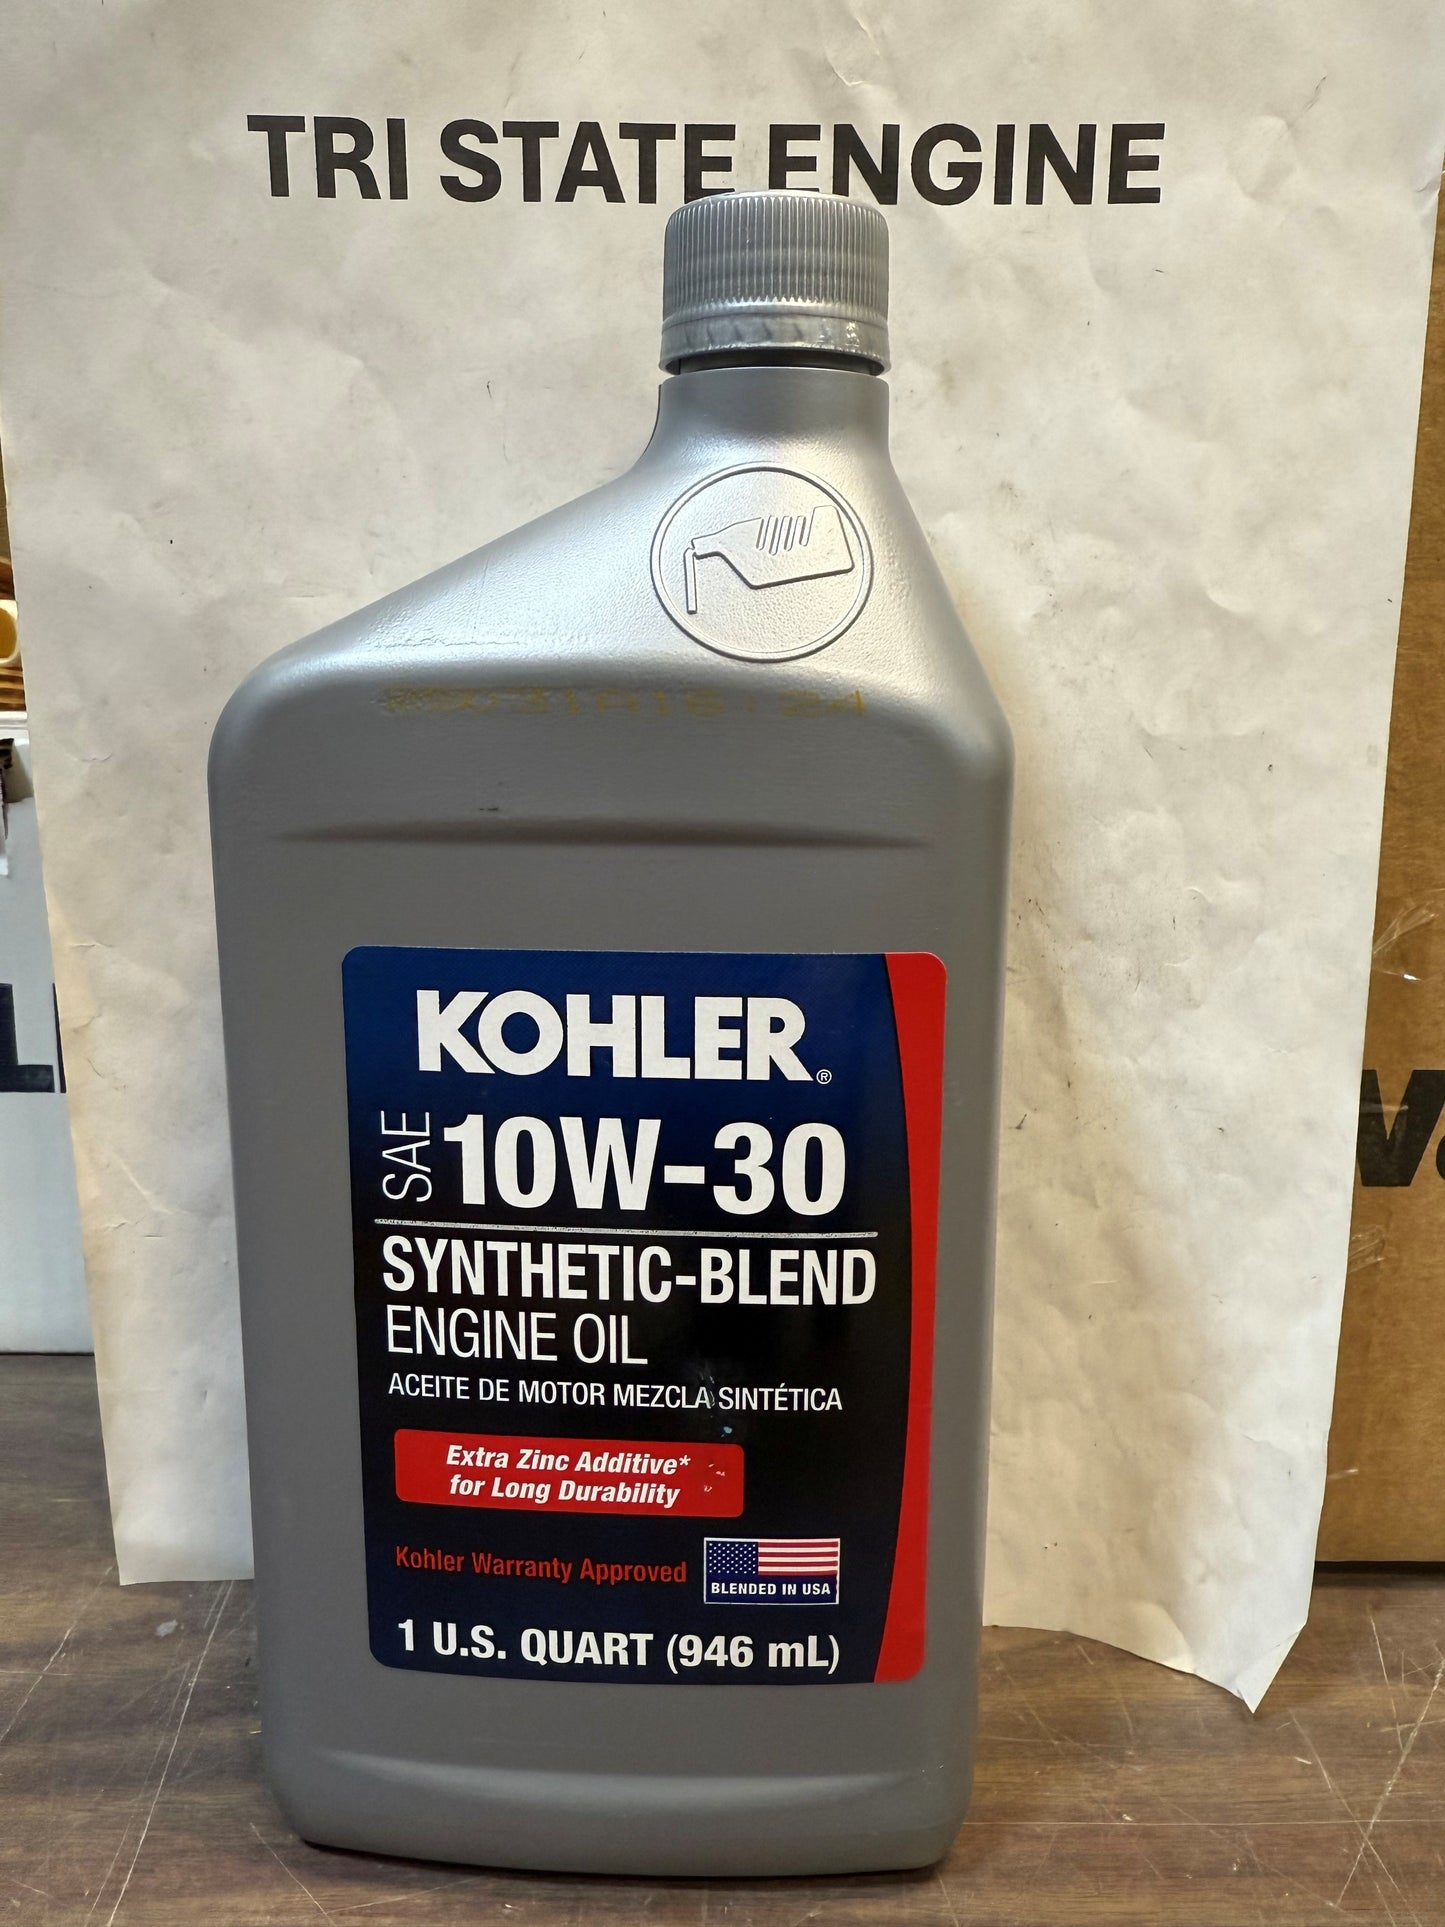 TRI STATE ENGINE
KOHLER®
SAE 10W-30
SYNTHETIC-BLEND
ENGINE OIL
ACEITE DE MOTOR MEZCLA SINTÉTICA
Extra Zinc Additive*
for Long Durability
Kohler Warranty Approved
BLENDED IN USA
1 U.S. QUART (946 mL)